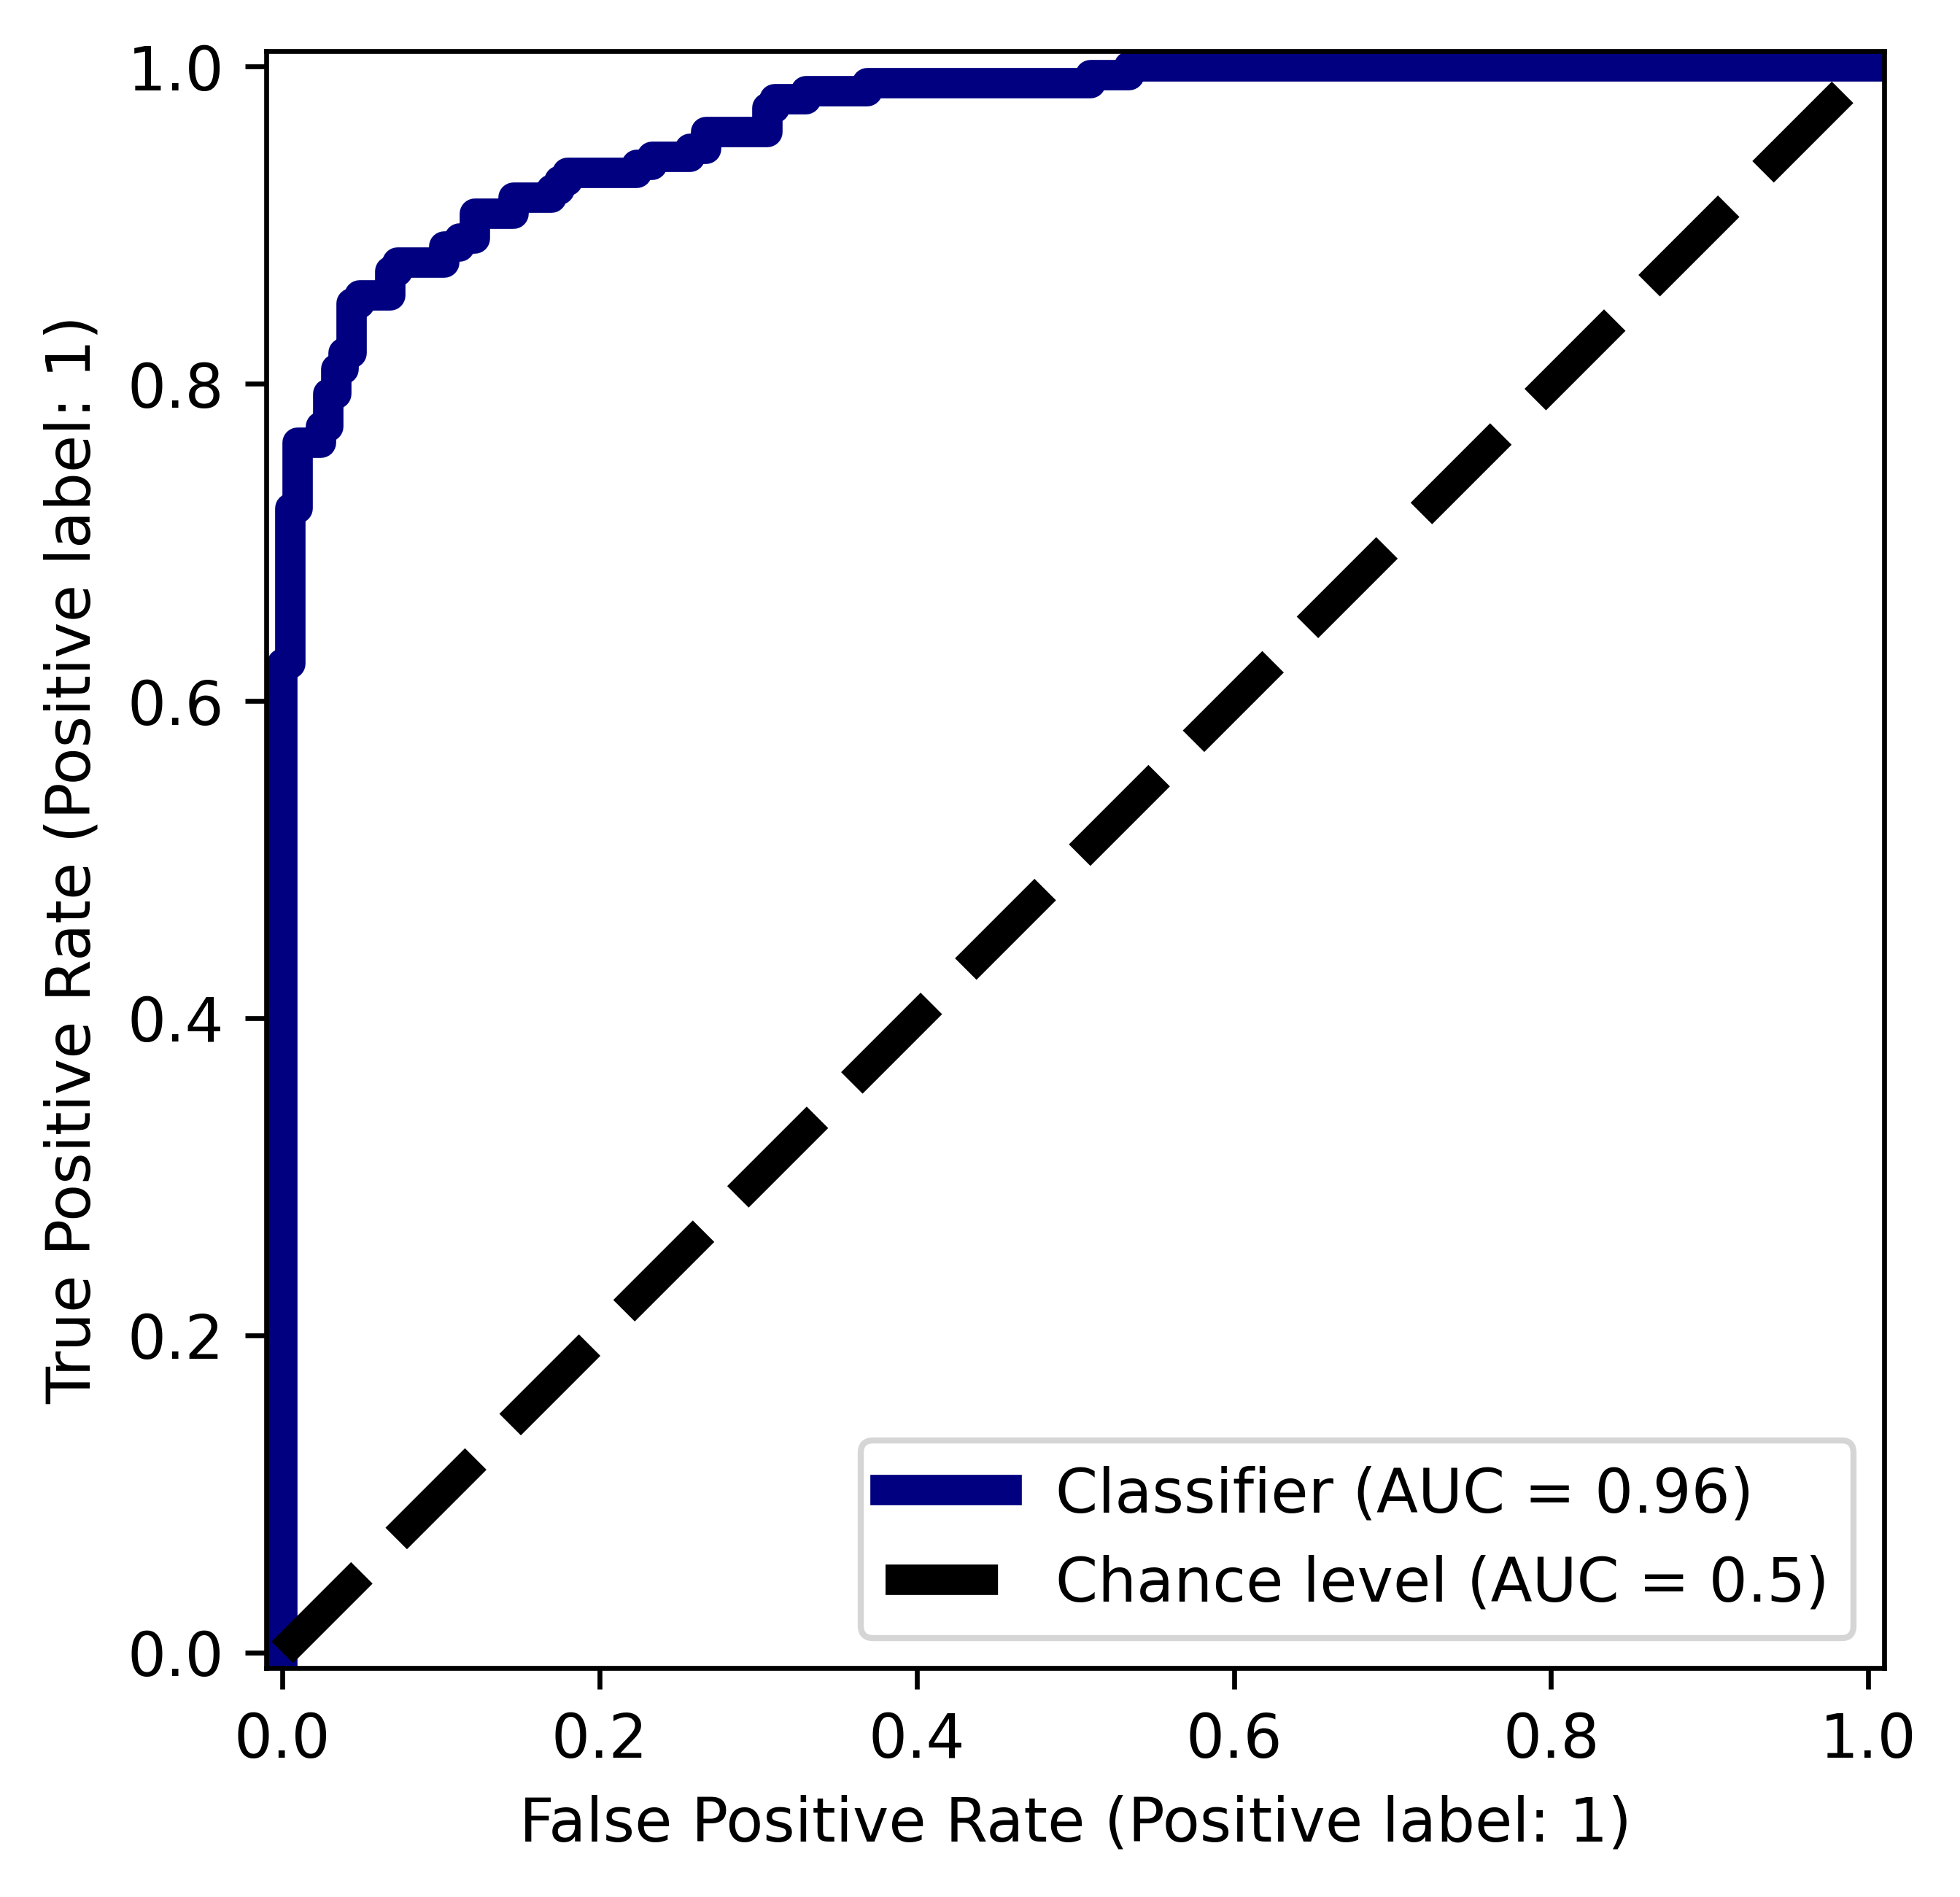 1.0
0.8
0.6
0.4
0.2
0.0
True Positive Rate (Positive label: 1)
Classifier (AUC = 0.96)
Chance level (AUC = 0.5)
0.0 0.2 0.4 0.6 0.8 1.0
False Positive Rate (Positive label: 1)